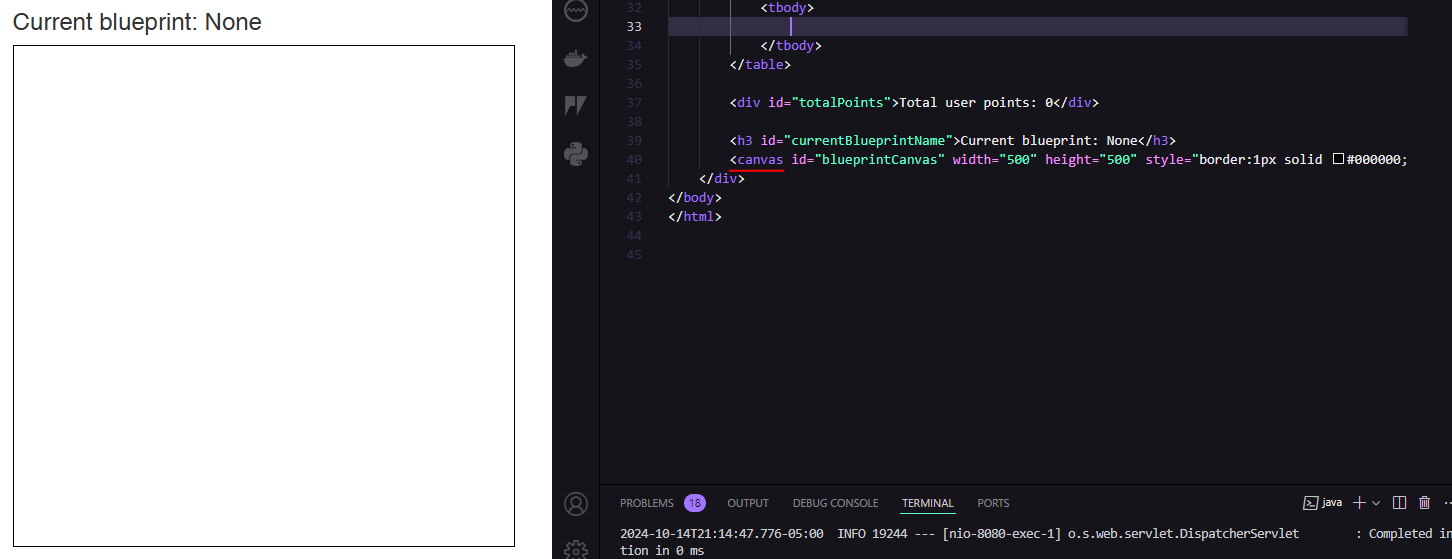 Current blueprint: None
32 <tbody>
33
34 </tbody>
35 </table>
36
37 <div id="totalPoints">Total user points: 0</div>
38
39 <h3 id="currentBlueprintName">Current blueprint: None</h3>
40 <canvas id="blueprintCanvas" width="500" height="500" style="border:1px solid #000000;
41 </div>
42 </body>
43 </html>
44
45
PROBLEMS 18 OUTPUT DEBUG CONSOLE TERMINAL PORTS java
2024-10-14T21:14:47.776-05:00 INFO 19244 --- [nio-8080-exec-1] o.s.web.servlet.DispatcherServlet : Completed in
tion in 0 ms